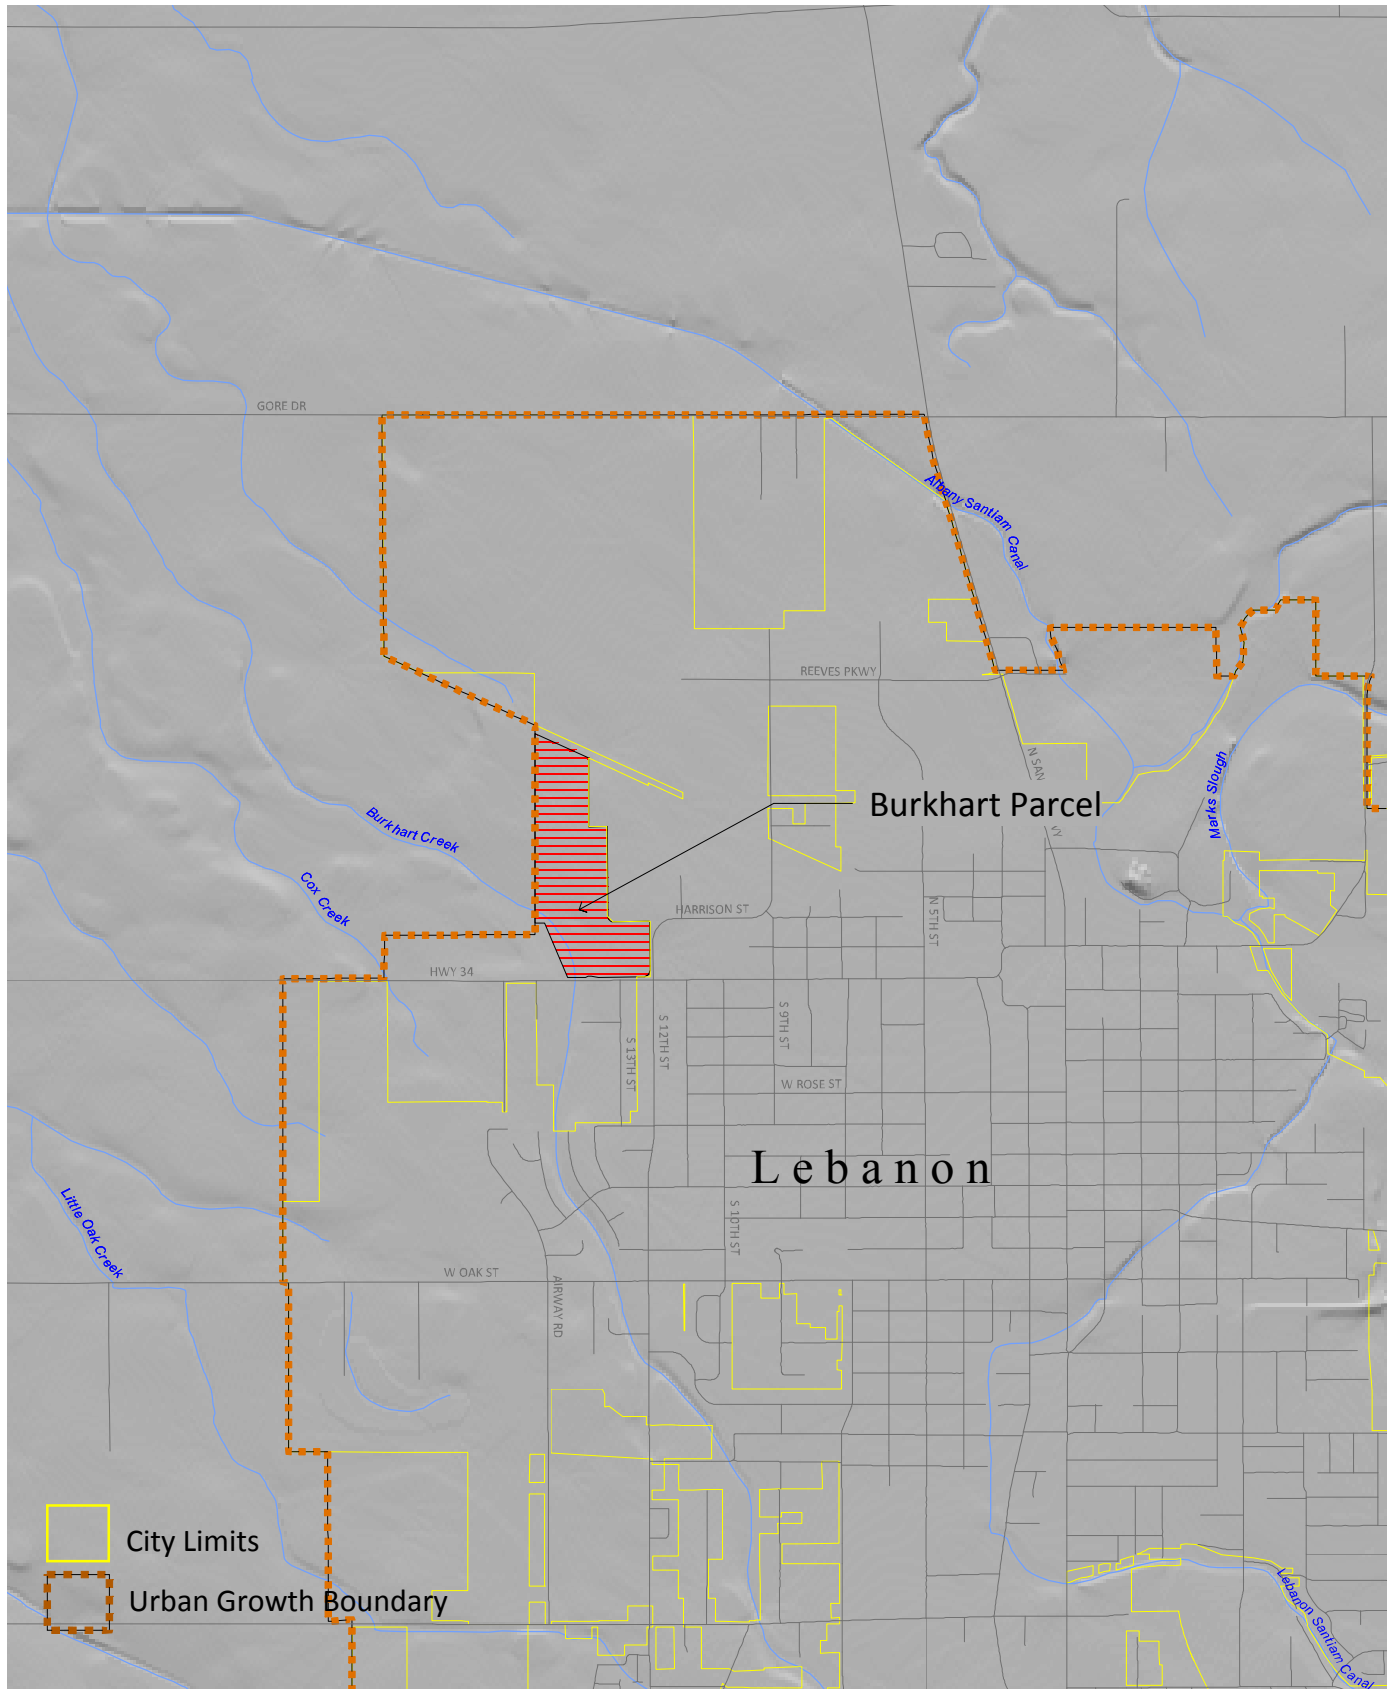 GORE DR
Albany Santiam Canal
REEVES PKWY
N SAN
VY
Marks Slough
Burkhart Parcel
Burkhart Creek
Cox Creek
HARRISON ST
N 5TH ST
HWY 34
S 9TH ST
S 12TH ST
S 13TH ST
W ROSE ST
Lebanon
Little Oak Creek
S 10TH ST
W OAK ST
AIRWAY RD
City Limits
Urban Growth Boundary
Lebanon Santiam Canal